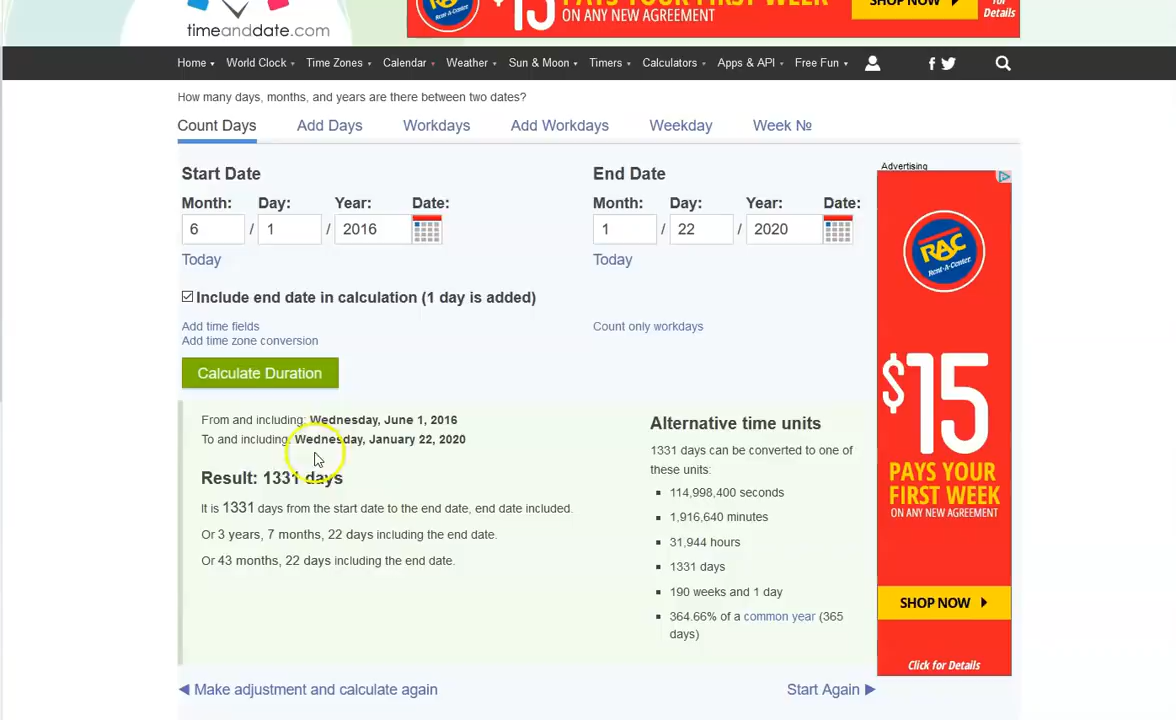 timeanddate.com
$15 PAYS YOUR FIRST WEEK
ON ANY NEW AGREEMENT
SHOP NOW
For
Details
Home World Clock Time Zones Calendar Weather Sun & Moon Timers Calculators Apps & API Free Fun
How many days, months, and years are there between two dates?
Count Days Add Days Workdays Add Workdays Weekday Week №
Advertising
Start Date
Month: Day: Year: Date:
6 / 1 / 2016
Today
End Date
Month: Day: Year: Date:
1 / 22 / 2020
Today
Include end date in calculation (1 day is added)
Add time fields
Add time zone conversion
Count only workdays
Calculate Duration
From and including: Wednesday, June 1, 2016
To and including: Wednesday, January 22, 2020
Result: 1331 days
It is 1331 days from the start date to the end date, end date included.
Or 3 years, 7 months, 22 days including the end date.
Or 43 months, 22 days including the end date.
Alternative time units
1331 days can be converted to one of
these units:
114,998,400 seconds
1,916,640 minutes
31,944 hours
1331 days
190 weeks and 1 day
364.66% of a common year (365
days)
Make adjustment and calculate again
Start Again
RAC
Rent-A-Center
$15
PAYS YOUR
FIRST WEEK
ON ANY NEW AGREEMENT
SHOP NOW
Click for Details